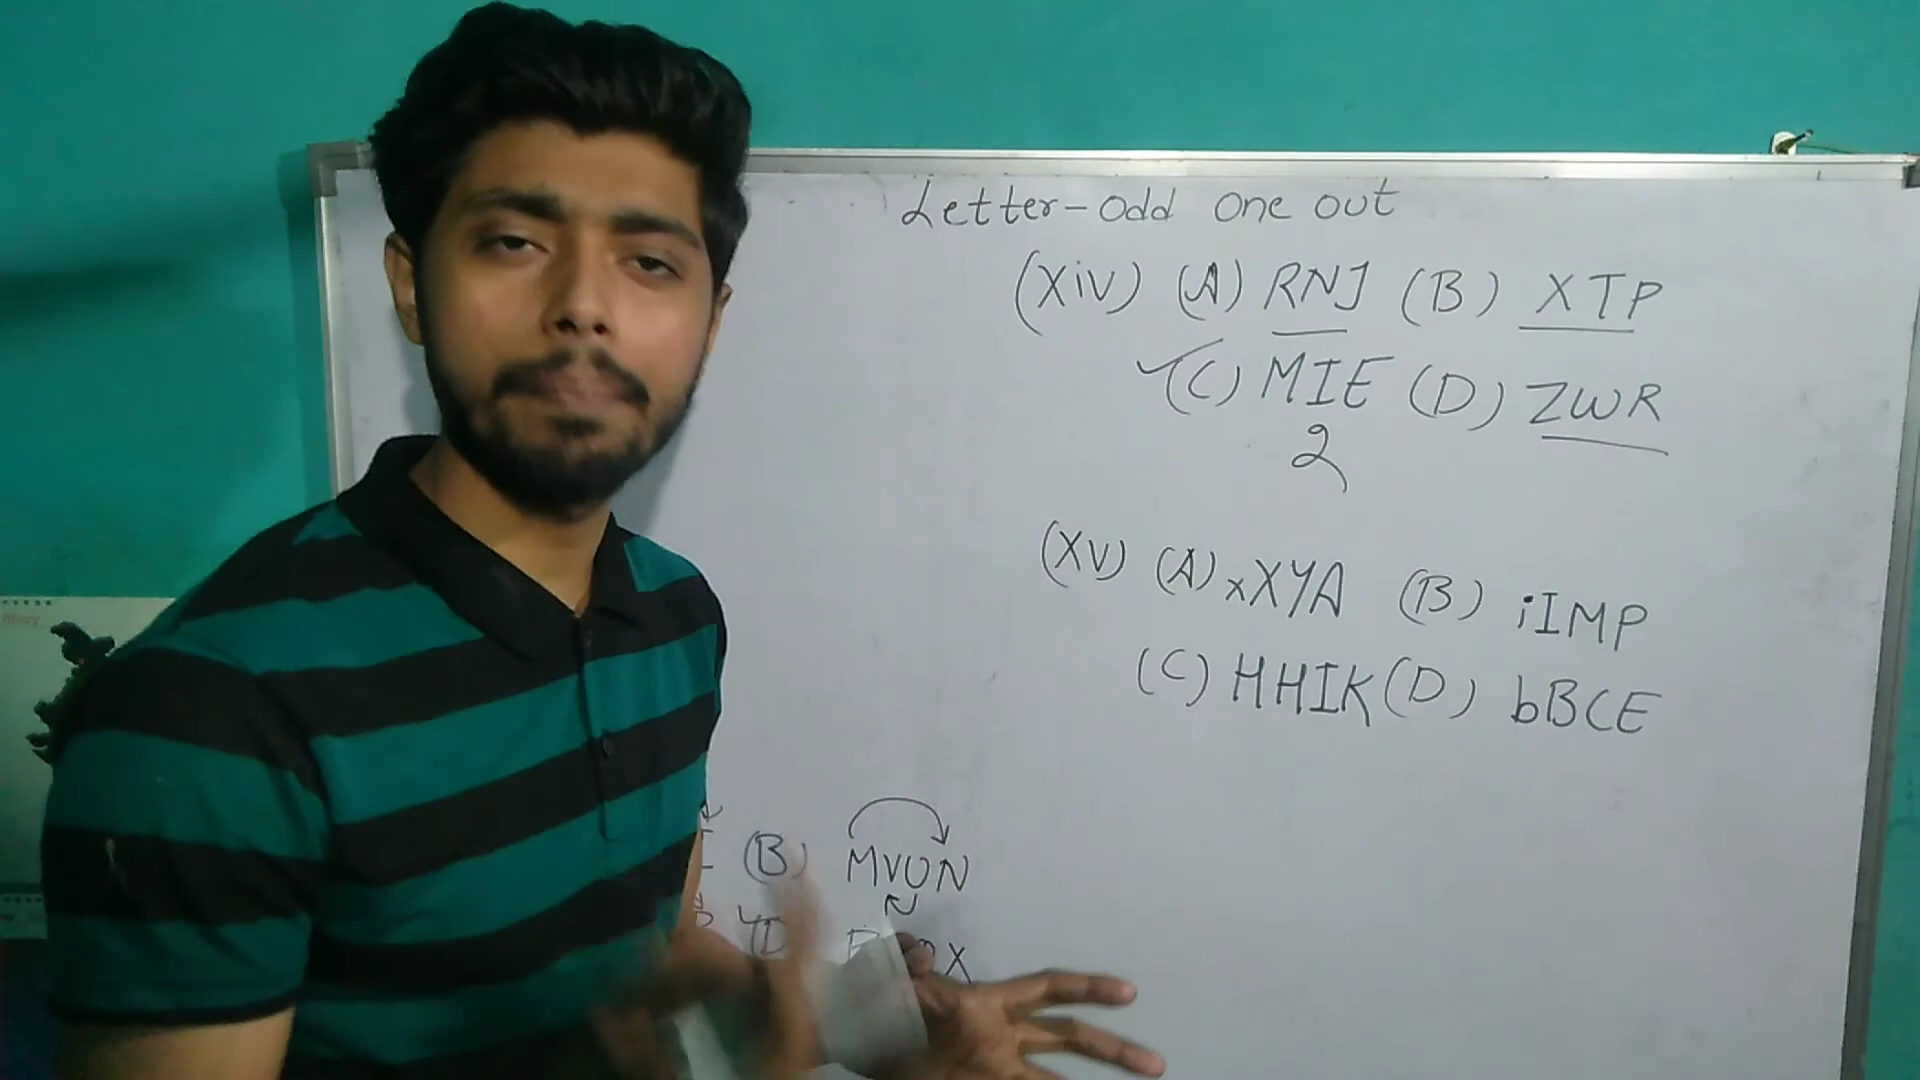 Letter-Odd One out
(xiv) (A) RNJ (B) XTP
(C) MIE (D) ZWR
2
(XV) (A) xXYA (B) iIMP
(C) HHIK (D) bBCE
(B) MVUN
(D) X